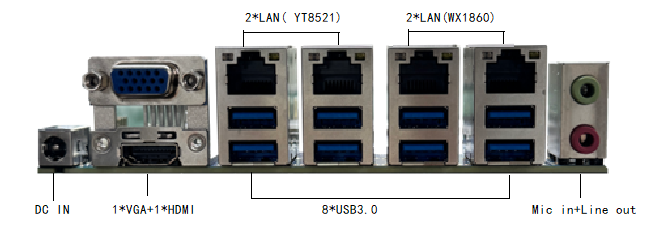 2*LAN( YT8521)
2*LAN(WX1860)
DC IN
1*VGA+1*HDMI
8*USB3.0
Mic in+Line out